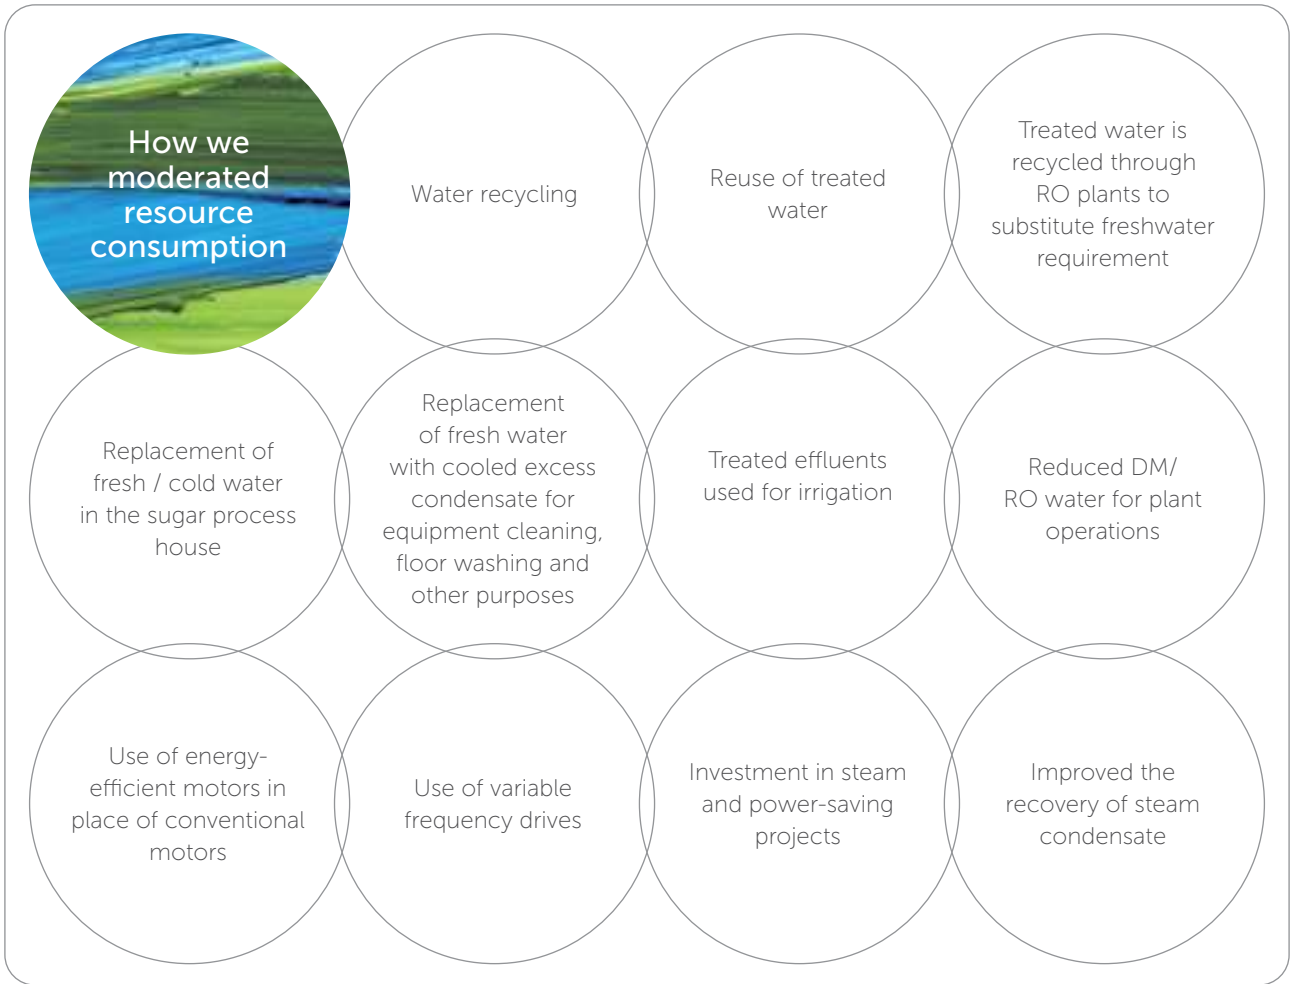 How we
moderated
resource
consumption
Water recycling
Reuse of treated
water
Treated water is
recycled through
RO plants to
substitute freshwater
requirement
Replacement of
fresh / cold water
in the sugar process
house
Replacement
of fresh water
with cooled excess
condensate for
equipment cleaning,
floor washing and
other purposes
Treated effluents
used for irrigation
Reduced DM/
RO water for plant
operations
Use of energy-
efficient motors in
place of conventional
motors
Use of variable
frequency drives
Investment in steam
and power-saving
projects
Improved the
recovery of steam
condensate